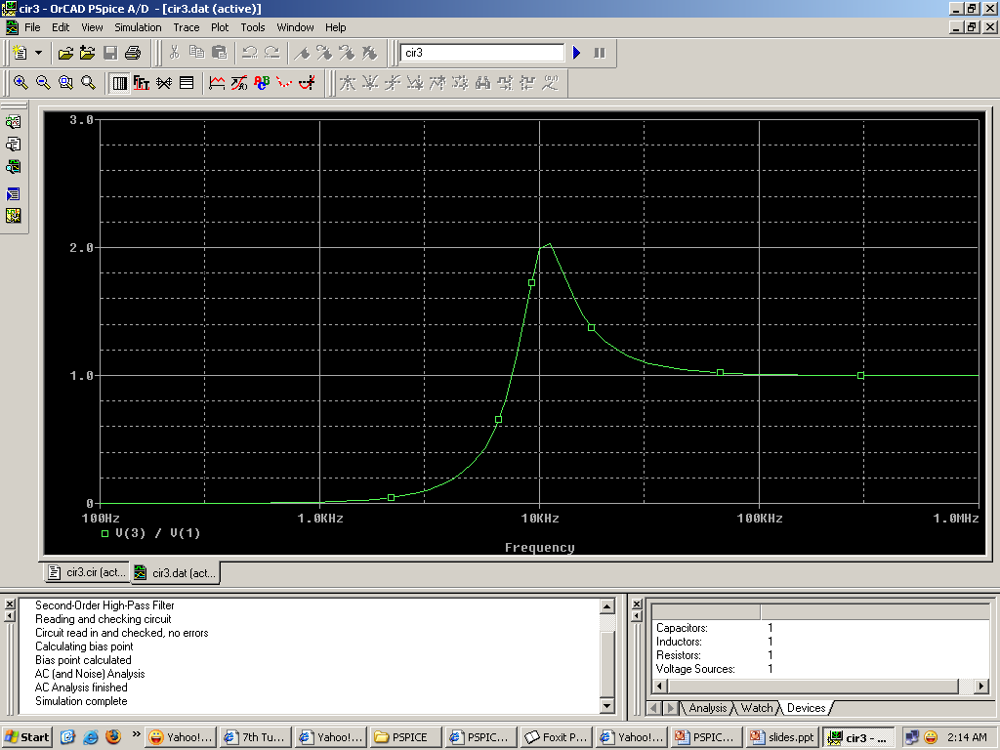 cir3 - OrCAD PSpice A/D - [cir3.dat (active)]
File Edit View Simulation Trace Plot Tools Window Help
cir3
FFT
3.0
2.0
1.0
0
100Hz 1.0KHz 10KHz 100KHz 1.0MHz
V(3) / V(1)
Frequency
cir3.cir (act... cir3.dat (act...
Second-Order High-Pass Filter
Reading and checking circuit
Circuit read in and checked, no errors
Calculating bias point
Bias point calculated
AC (and Noise) Analysis
AC Analysis finished
Simulation complete
Capacitors: 1
Inductors: 1
Resistors: 1
Voltage Sources: 1
Analysis Watch Devices
Start » Yahoo!... 7th Tu... Yahoo!... PSPICE PSPIC... Foxit P... Yahoo!... PSPIC... slides.ppt cir3 - ... 2:14 AM